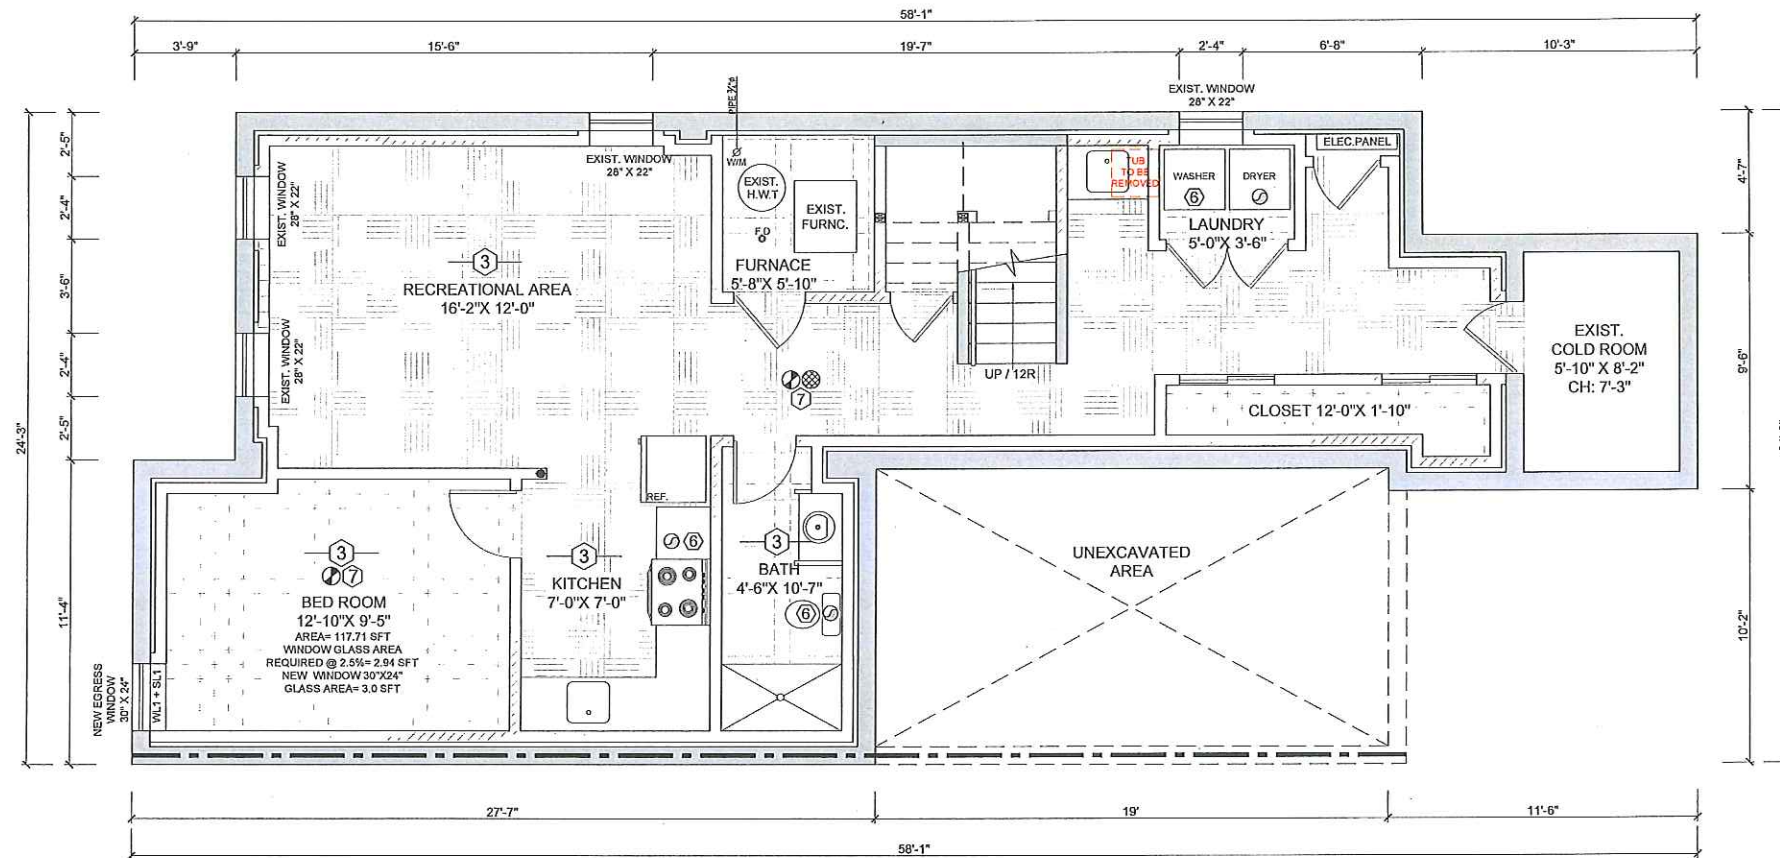 58'-1"
3'-9"
15'-6"
19'-7"
2'-4"
6'-8"
10'-3"
EXIST. WINDOW
28" X 22"
2'-5"
2'-4"
3'-6"
2'-4"
2'-5"
24'-3"
11'-4"
EXIST. WINDOW
28" X 22"
EXIST. WINDOW
28" X 22"
EXIST. WINDOW
28" X 22"
W/M
EXIST.
H.W.T
EXIST.
FURNC.
F.D
FURNACE
5'-8"X 5'-10"
3
RECREATIONAL AREA
16'-2"X 12'-0"
TUB
TO BE
REMOVED
WASHER
6
DRYER
LAUNDRY
5'-0"X 3'-6"
ELEC.PANEL
4'-7"
9'-6"
10'-2"
UP / 12R
7
EXIST.
COLD ROOM
5'-10" X 8'-2"
CH: 7'-3"
CLOSET 12'-0"X 1'-10"
REF.
6
3
KITCHEN
7'-0"X 7'-0"
3
BATH
4'-6"X 10'-7"
6
UNEXCAVATED
AREA
3
7
BED ROOM
12'-10"X 9'-5"
AREA= 117.71 SFT
WINDOW GLASS AREA
REQUIRED @ 2.5%= 2.94 SFT
NEW WINDOW 30"X24"
GLASS AREA= 3.0 SFT
NEW EGRESS
WINDOW
30" X 24"
WL1 + SL1
27'-7"
19'
11'-6"
58'-1"